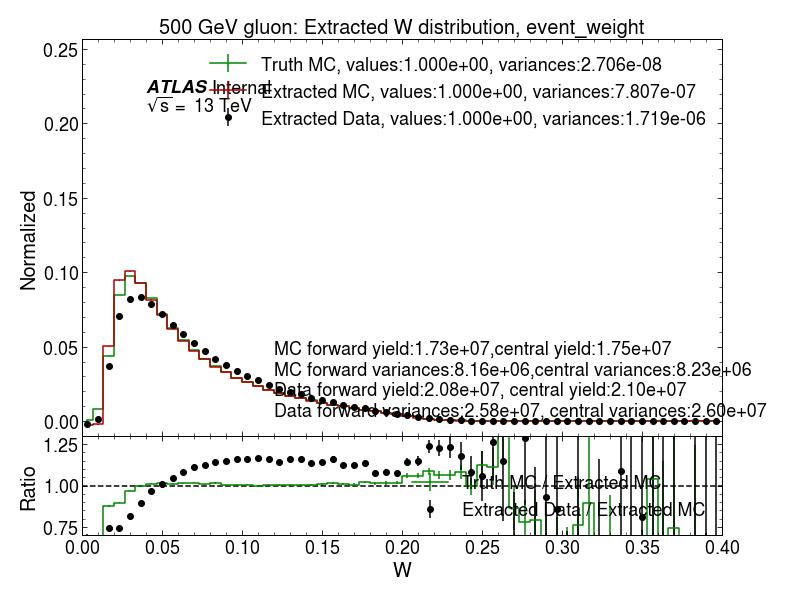 500 GeV gluon: Extracted W distribution, event_weight
Truth MC, values:1.000e+00, variances:2.706e-08
ATLAS Internal
Extracted MC, values:1.000e+00, variances:7.807e-07
√s = 13 TeV
Extracted Data, values:1.000e+00, variances:1.719e-06
0.25
0.20
0.15
0.10
0.05
0.00
Normalized
MC forward yield:1.73e+07,central yield:1.75e+07
MC forward variances:8.16e+06,central variances:8.23e+06
Data forward yield:2.08e+07, central yield:2.10e+07
Data forward variances:2.58e+07, central variances:2.60e+07
1.25
1.00
0.75
Ratio
Truth MC / Extracted MC
Extracted Data / Extracted MC
0.00 0.05 0.10 0.15 0.20 0.25 0.30 0.35 0.40
W